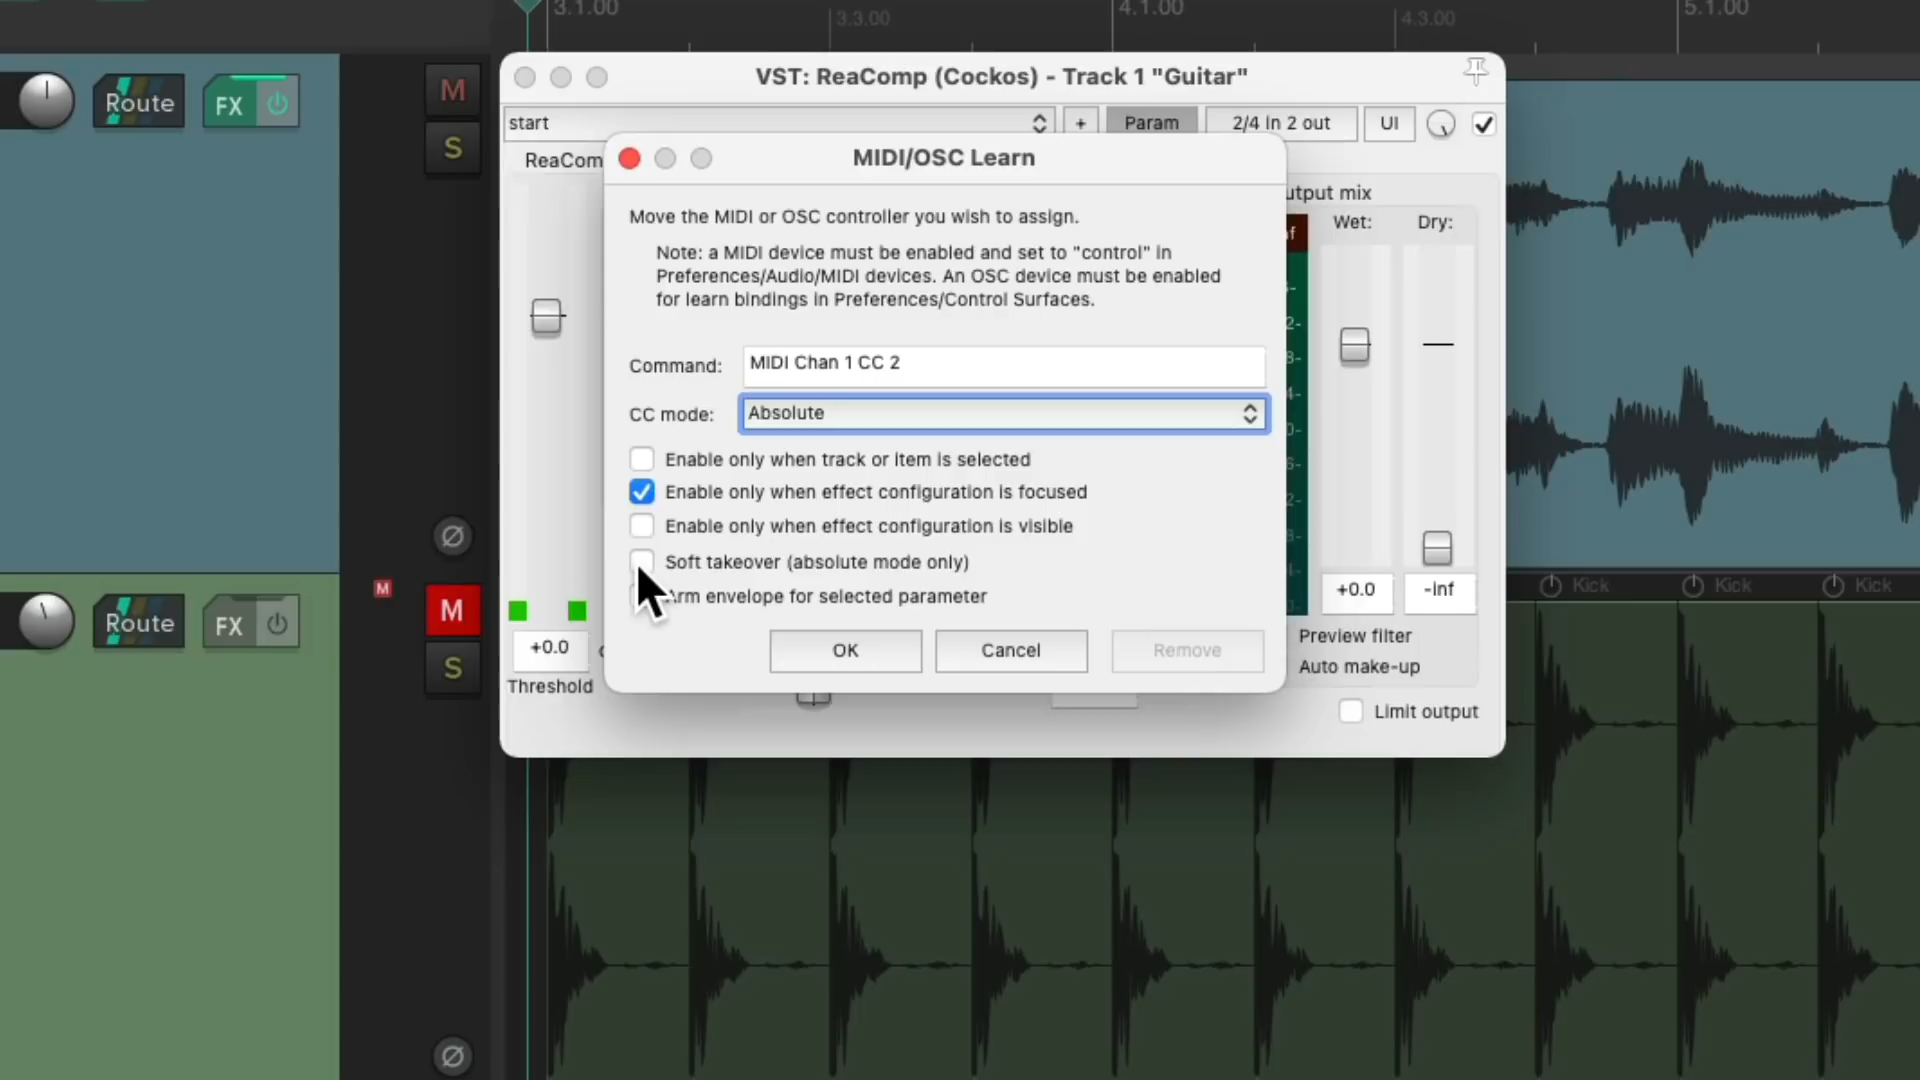 3.1.00
3.3.00
4.1.00
4.3.00
5.1.00
Route
FX
M
S
VST: ReaComp (Cockos) - Track 1 "Guitar"
start
+
Param
2/4 in 2 out
UI
ReaCom
MIDI/OSC Learn
Move the MIDI or OSC controller you wish to assign.
Note: a MIDI device must be enabled and set to "control" in
Preferences/Audio/MIDI devices. An OSC device must be enabled
for learn bindings in Preferences/Control Surfaces.
Command:
MIDI Chan 1 CC 2
CC mode:
Absolute
Enable only when track or item is selected
Enable only when effect configuration is focused
Enable only when effect configuration is visible
Soft takeover (absolute mode only)
rm envelope for selected parameter
OK
Cancel
Remove
utput mix
Wet:
Dry:
+0.0
-inf
Preview filter
Auto make-up
Limit output
+0.0
Threshold
M
Route
FX
M
S
Kick
Kick
Kick